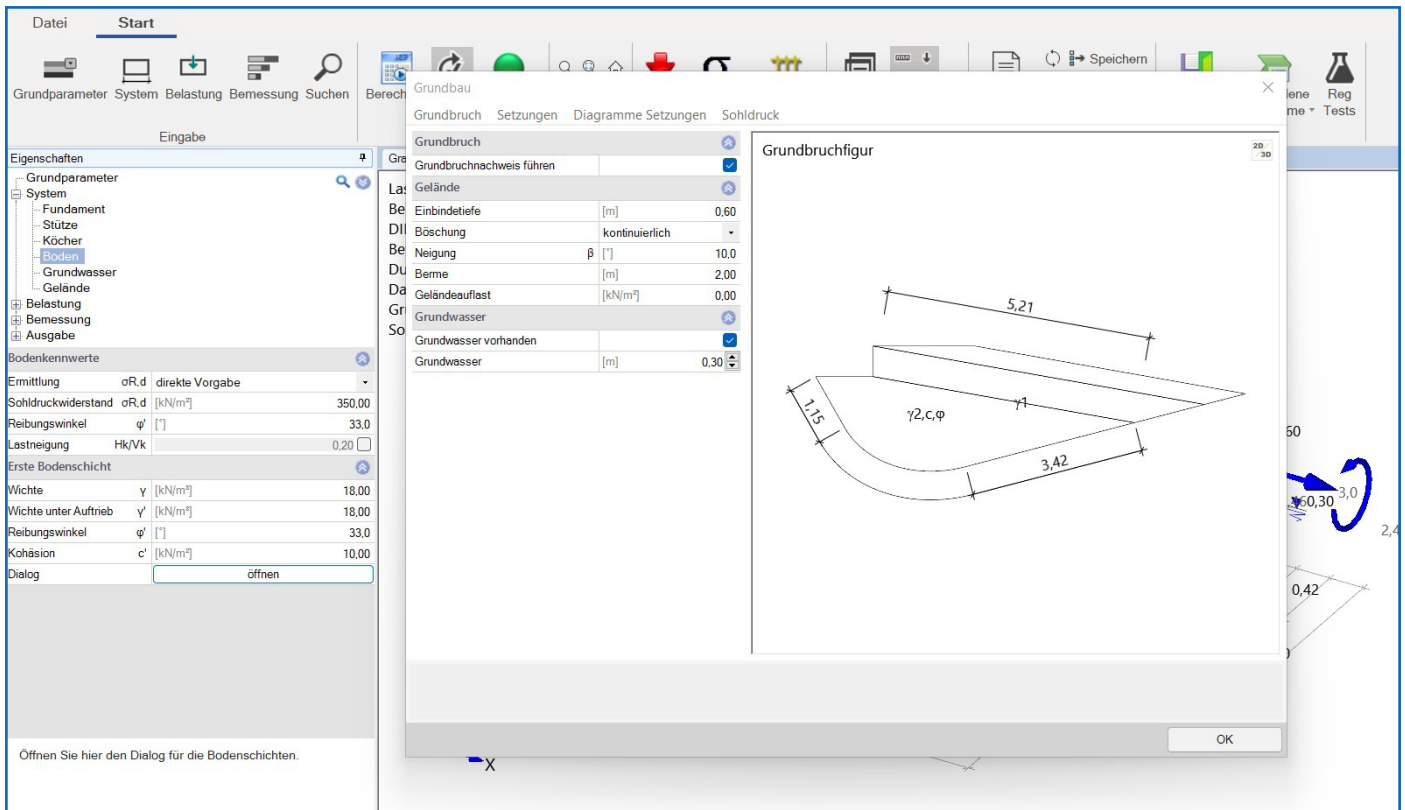 Datei Start
Speichern
Grundparameter System Belastung Bemessung Suchen
Reg
Tests
Eingabe
Eigenschaften
Grundparameter
System
Fundament
Stütze
Köcher
Boden
Grundwasser
Gelände
Belastung
Bemessung
Ausgabe
Bodenkennwerte
Ermittlung σR,d direkte Vorgabe
Sohldruckwiderstand σR,d [kN/m²] 350,00
Reibungswinkel φ' [°] 33,0
Lastneigung Hk/Vk 0,20
Erste Bodenschicht
Wichte γ [kN/m³] 18,00
Wichte unter Auftrieb γ' [kN/m³] 18,00
Reibungswinkel φ' [°] 33,0
Kohäsion c' [kN/m²] 10,00
Dialog öffnen
Öffnen Sie hier den Dialog für die Bodenschichten.
Grundbau
Grundbruch Setzungen Diagramme Setzungen Sohldruck
Grundbruch
Grundbruchnachweis führen
Gelände
Einbindetiefe [m] 0,60
Böschung kontinuierlich
Neigung β [°] 10,0
Berme [m] 2,00
Geländeauflast [kN/m²] 0,00
Grundwasser
Grundwasser vorhanden
Grundwasser [m] 0,30
Grundbruchfigur
2D/3D
5,21
1,15
γ2,c,φ
γ1
3,42
OK
60
60,30
3,0
2,4
0,42
X